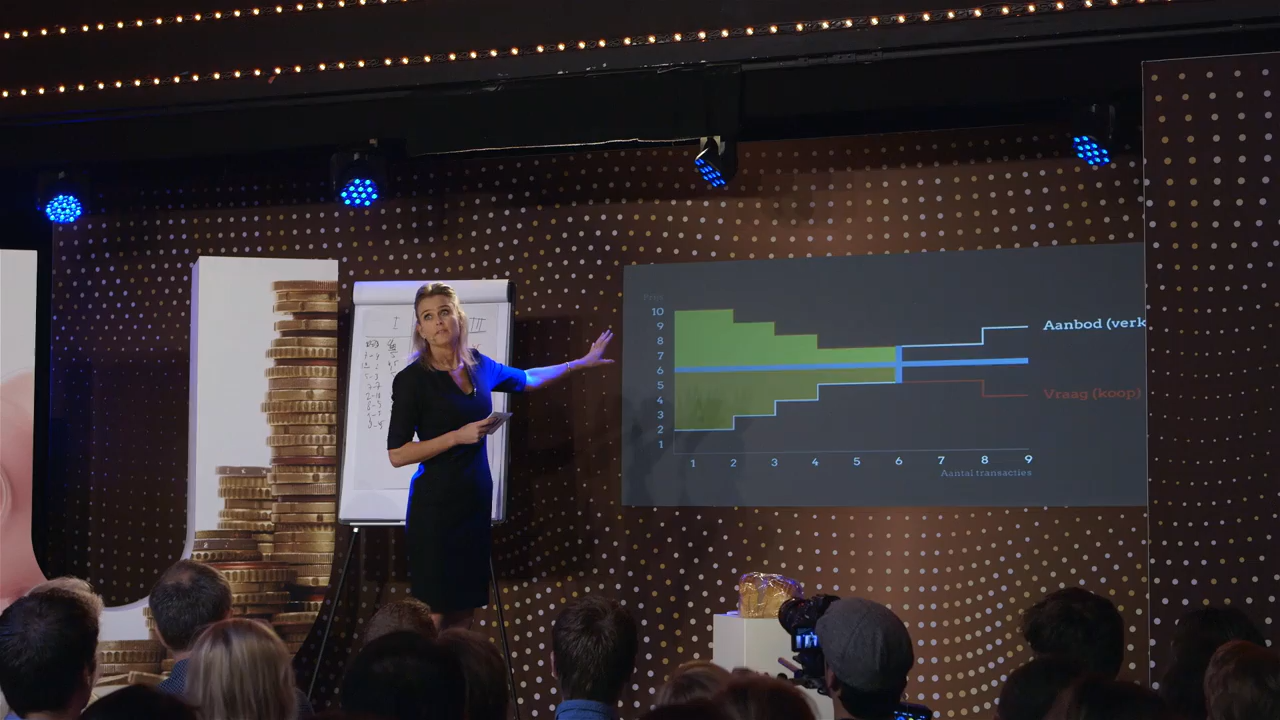 I III
Prijs
10
9
8
7
6
5
4
3
2
1
1 2 3 4 5 6 7 8 9
Aantal transacties
Aanbod (verk
Vraag (koop)